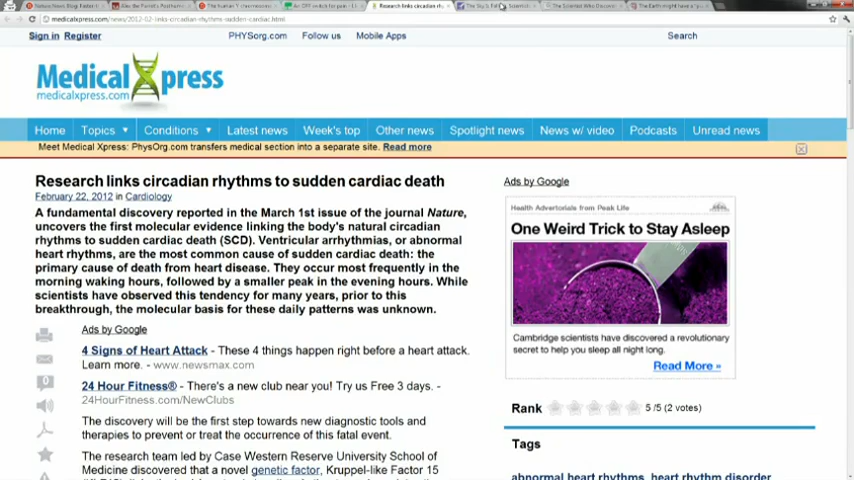 medicalxpress.com/news/2012-02-links-circadian-rhythms-sudden-cardiac.html
Sign in Register PHYSorg.com Follow us Mobile Apps Search
Medical Xpress
medicalxpress.com
Home Topics Conditions Latest news Week's top Other news Spotlight news News w/ video Podcasts Unread news
Meet Medical Xpress: PhysOrg.com transfers medical section into a separate site. Read more
Research links circadian rhythms to sudden cardiac death
February 22, 2012 in Cardiology
A fundamental discovery reported in the March 1st issue of the journal Nature,
uncovers the first molecular evidence linking the body's natural circadian
rhythms to sudden cardiac death (SCD). Ventricular arrhythmias, or abnormal
heart rhythms, are the most common cause of sudden cardiac death: the
primary cause of death from heart disease. They occur most frequently in the
morning waking hours, followed by a smaller peak in the evening hours. While
scientists have observed this tendency for many years, prior to this
breakthrough, the molecular basis for these daily patterns was unknown.
Ads by Google
4 Signs of Heart Attack - These 4 things happen right before a heart attack.
Learn more. - www.newsmax.com
24 Hour Fitness® - There's a new club near you! Try us Free 3 days. -
24HourFitness.com/NewClubs
0
The discovery will be the first step towards new diagnostic tools and
therapies to prevent or treat the occurrence of this fatal event.
The research team led by Case Western Reserve University School of
Medicine discovered that a novel genetic factor, Kruppel-like Factor 15
Ads by Google
Health Advertorials from Peak Life
One Weird Trick to Stay Asleep
Cambridge scientists have discovered a revolutionary
secret to help you sleep all night long.
Read More »
Rank 5 /5 (2 votes)
Tags
abnormal heart rhythms, heart rhythm disorder